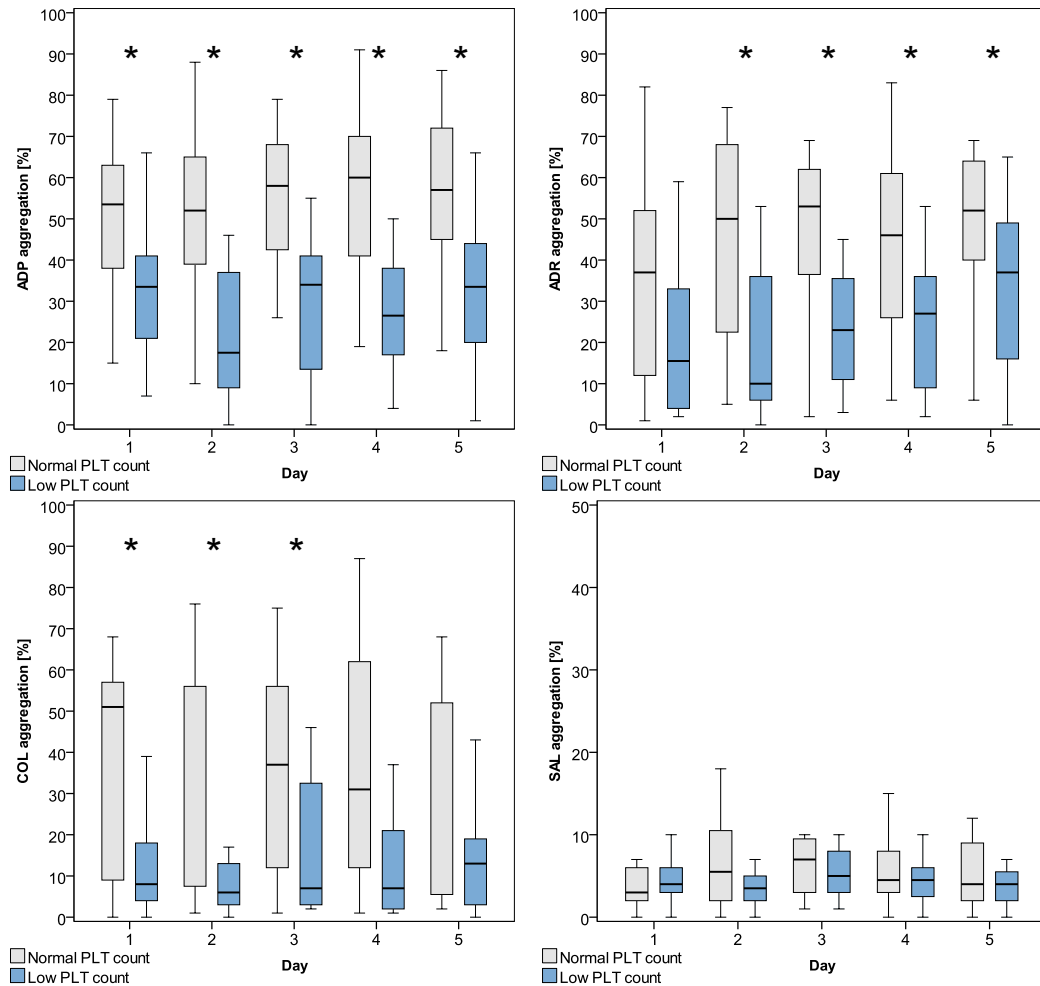 100
90
80
70
60
50
40
30
20
10
0
ADP aggregation [%]
* * * * *
1 2 3 4 5
Day
Normal PLT count
Low PLT count
100
90
80
70
60
50
40
30
20
10
0
ADR aggregation [%]
* * * *
1 2 3 4 5
Day
Normal PLT count
Low PLT count
100
90
80
70
60
50
40
30
20
10
0
COL aggregation [%]
* * *
1 2 3 4 5
Day
Normal PLT count
Low PLT count
50
40
30
20
10
0
SAL aggregation [%]
1 2 3 4 5
Day
Normal PLT count
Low PLT count